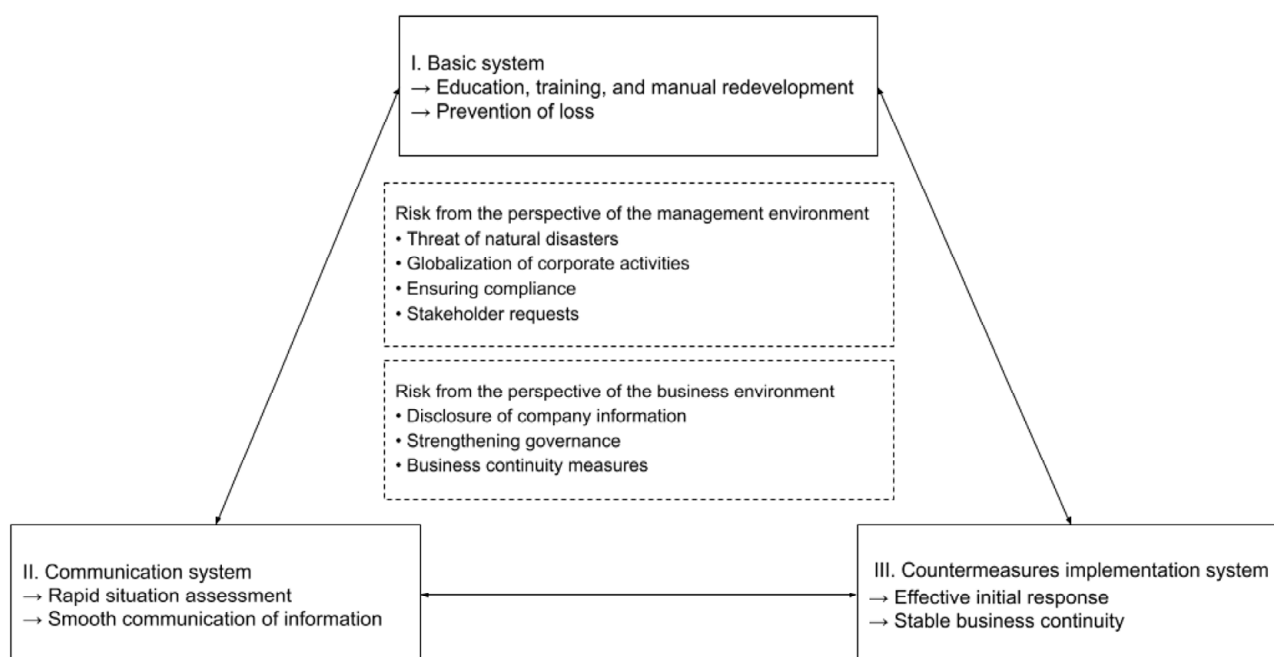 I. Basic system
→ Education, training, and manual redevelopment
→ Prevention of loss
Risk from the perspective of the management environment
• Threat of natural disasters
• Globalization of corporate activities
• Ensuring compliance
• Stakeholder requests
Risk from the perspective of the business environment
• Disclosure of company information
• Strengthening governance
• Business continuity measures
II. Communication system
→ Rapid situation assessment
→ Smooth communication of information
III. Countermeasures implementation system
→ Effective initial response
→ Stable business continuity